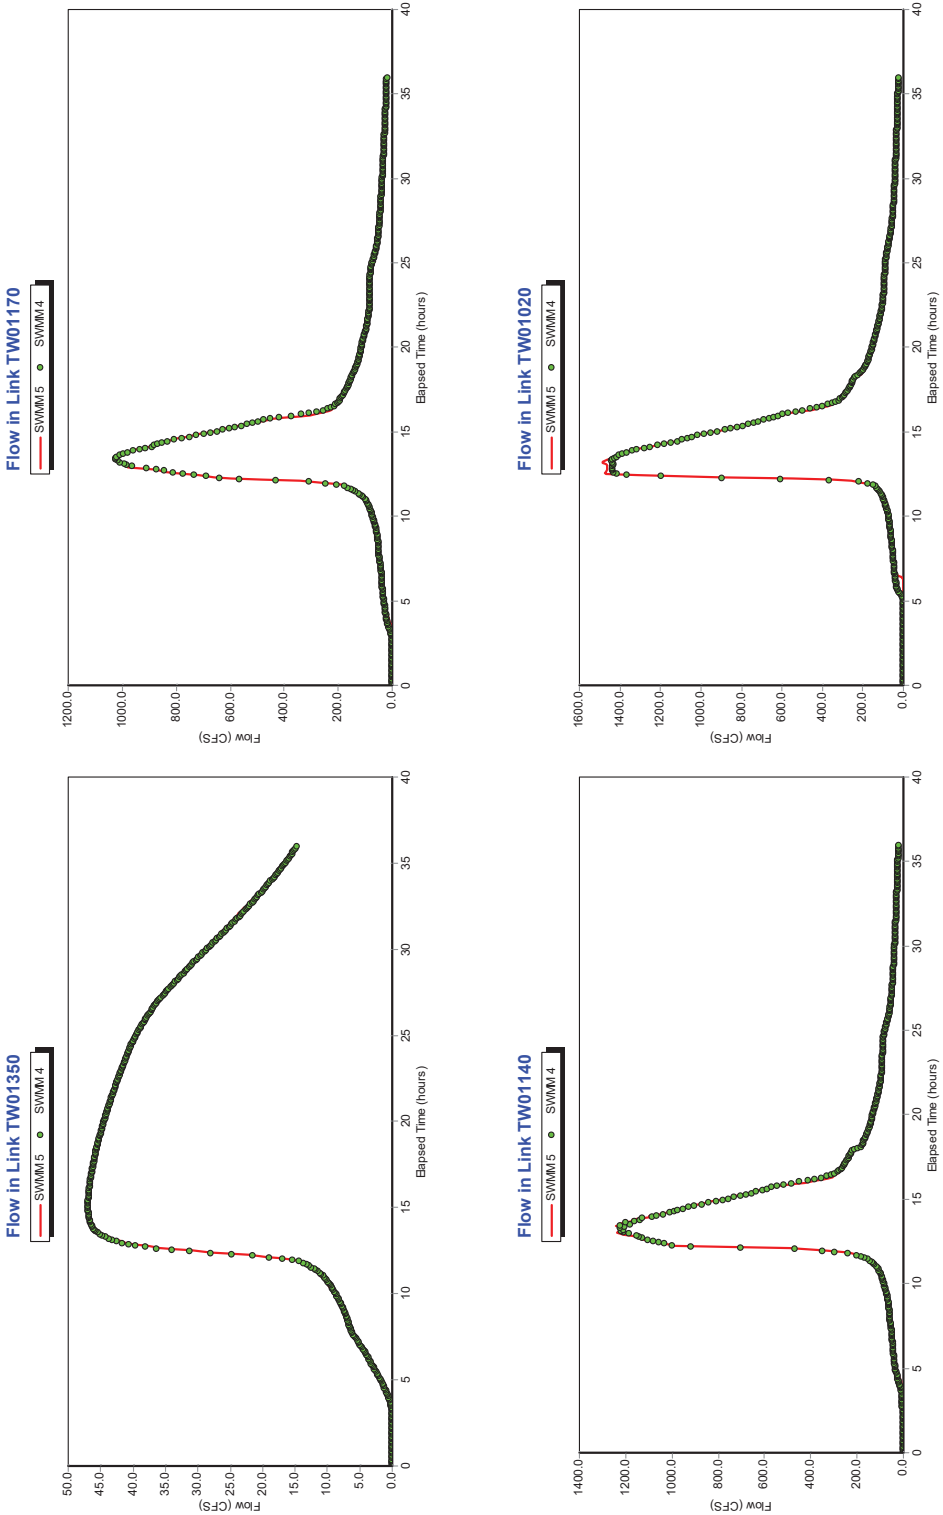 Flow in Link TW01350
SWMM 5 SWMM 4
50.0
45.0
40.0
35.0
30.0
25.0
20.0
15.0
10.0
5.0
0.0
Flow (CFS)
0 5 10 15 20 25 30 35 40
Elapsed Time (hours)
Flow in Link TW01170
SWMM 5 SWMM 4
1200.0
1000.0
800.0
600.0
400.0
200.0
0.0
Flow (CFS)
0 5 10 15 20 25 30 35 40
Elapsed Time (hours)
Flow in Link TW01140
SWMM 5 SWMM 4
1400.0
1200.0
1000.0
800.0
600.0
400.0
200.0
0.0
Flow (CFS)
0 5 10 15 20 25 30 35 40
Elapsed Time (hours)
Flow in Link TW01020
SWMM 5 SWMM 4
1600.0
1400.0
1200.0
1000.0
800.0
600.0
400.0
200.0
0.0
Flow (CFS)
0 5 10 15 20 25 30 35 40
Elapsed Time (hours)